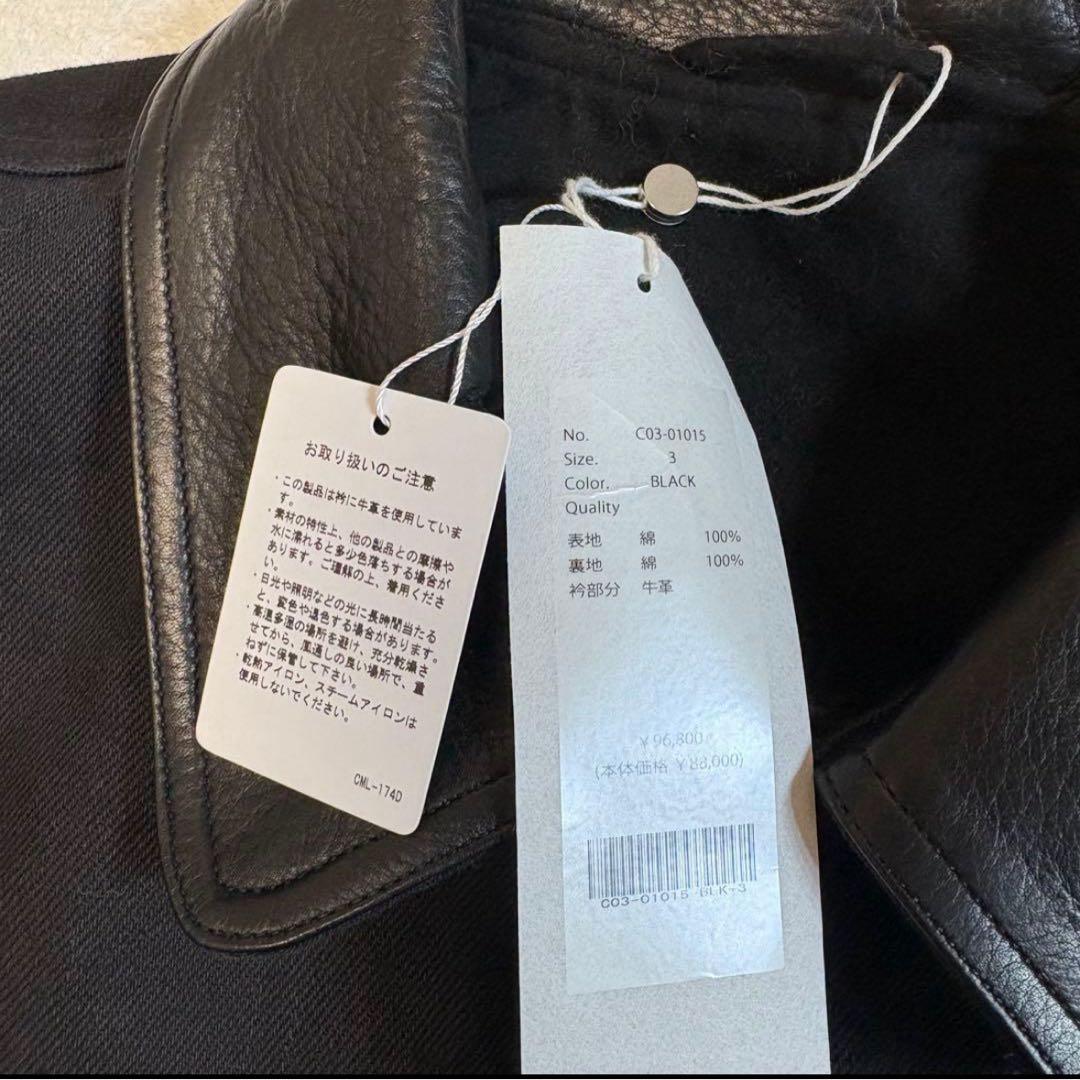 お取り扱いのご注意
・この製品は衿に牛革を使用していま
す。
・素材の特性上、他の製品との摩擦や
水に濡れると多少色落ちする場合が
あります。ご理解の上、着用くださ
い。
・日光や照明などの光に長時間当たる
と、変色や退色する場合があります。
・高温多湿の場所を避け、充分乾燥さ
せてから、風通しの良い場所で、重
ねずに保管して下さい。
・乾熱アイロン、スチームアイロンは
使用しないでください。
CML-174D
No. C03-01015
Size. 3
Color. BLACK
Quality
表地 綿 100%
裏地 綿 100%
衿部分 牛革
￥96,800
(本体価格 ￥88,000)
C03-01015 BLK-3